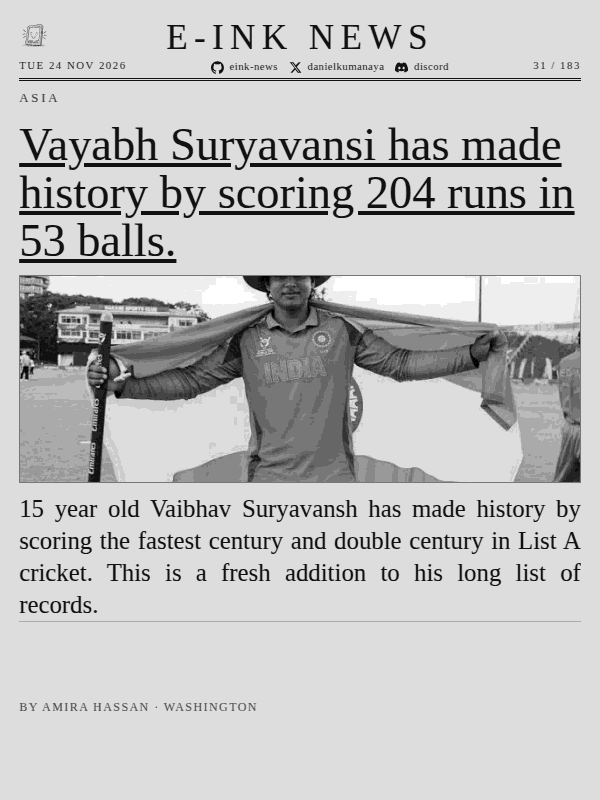 E-INK NEWS
TUE 24 NOV 2026
eink-news danielkumanaya discord
31 / 183
ASIA
Vayabh Suryavansi has made
history by scoring 204 runs in
53 balls.
INDIA
Emirates
Emirates
15 year old Vaibhav Suryavansh has made history by
scoring the fastest century and double century in List A
cricket. This is a fresh addition to his long list of
records.
BY AMIRA HASSAN · WASHINGTON